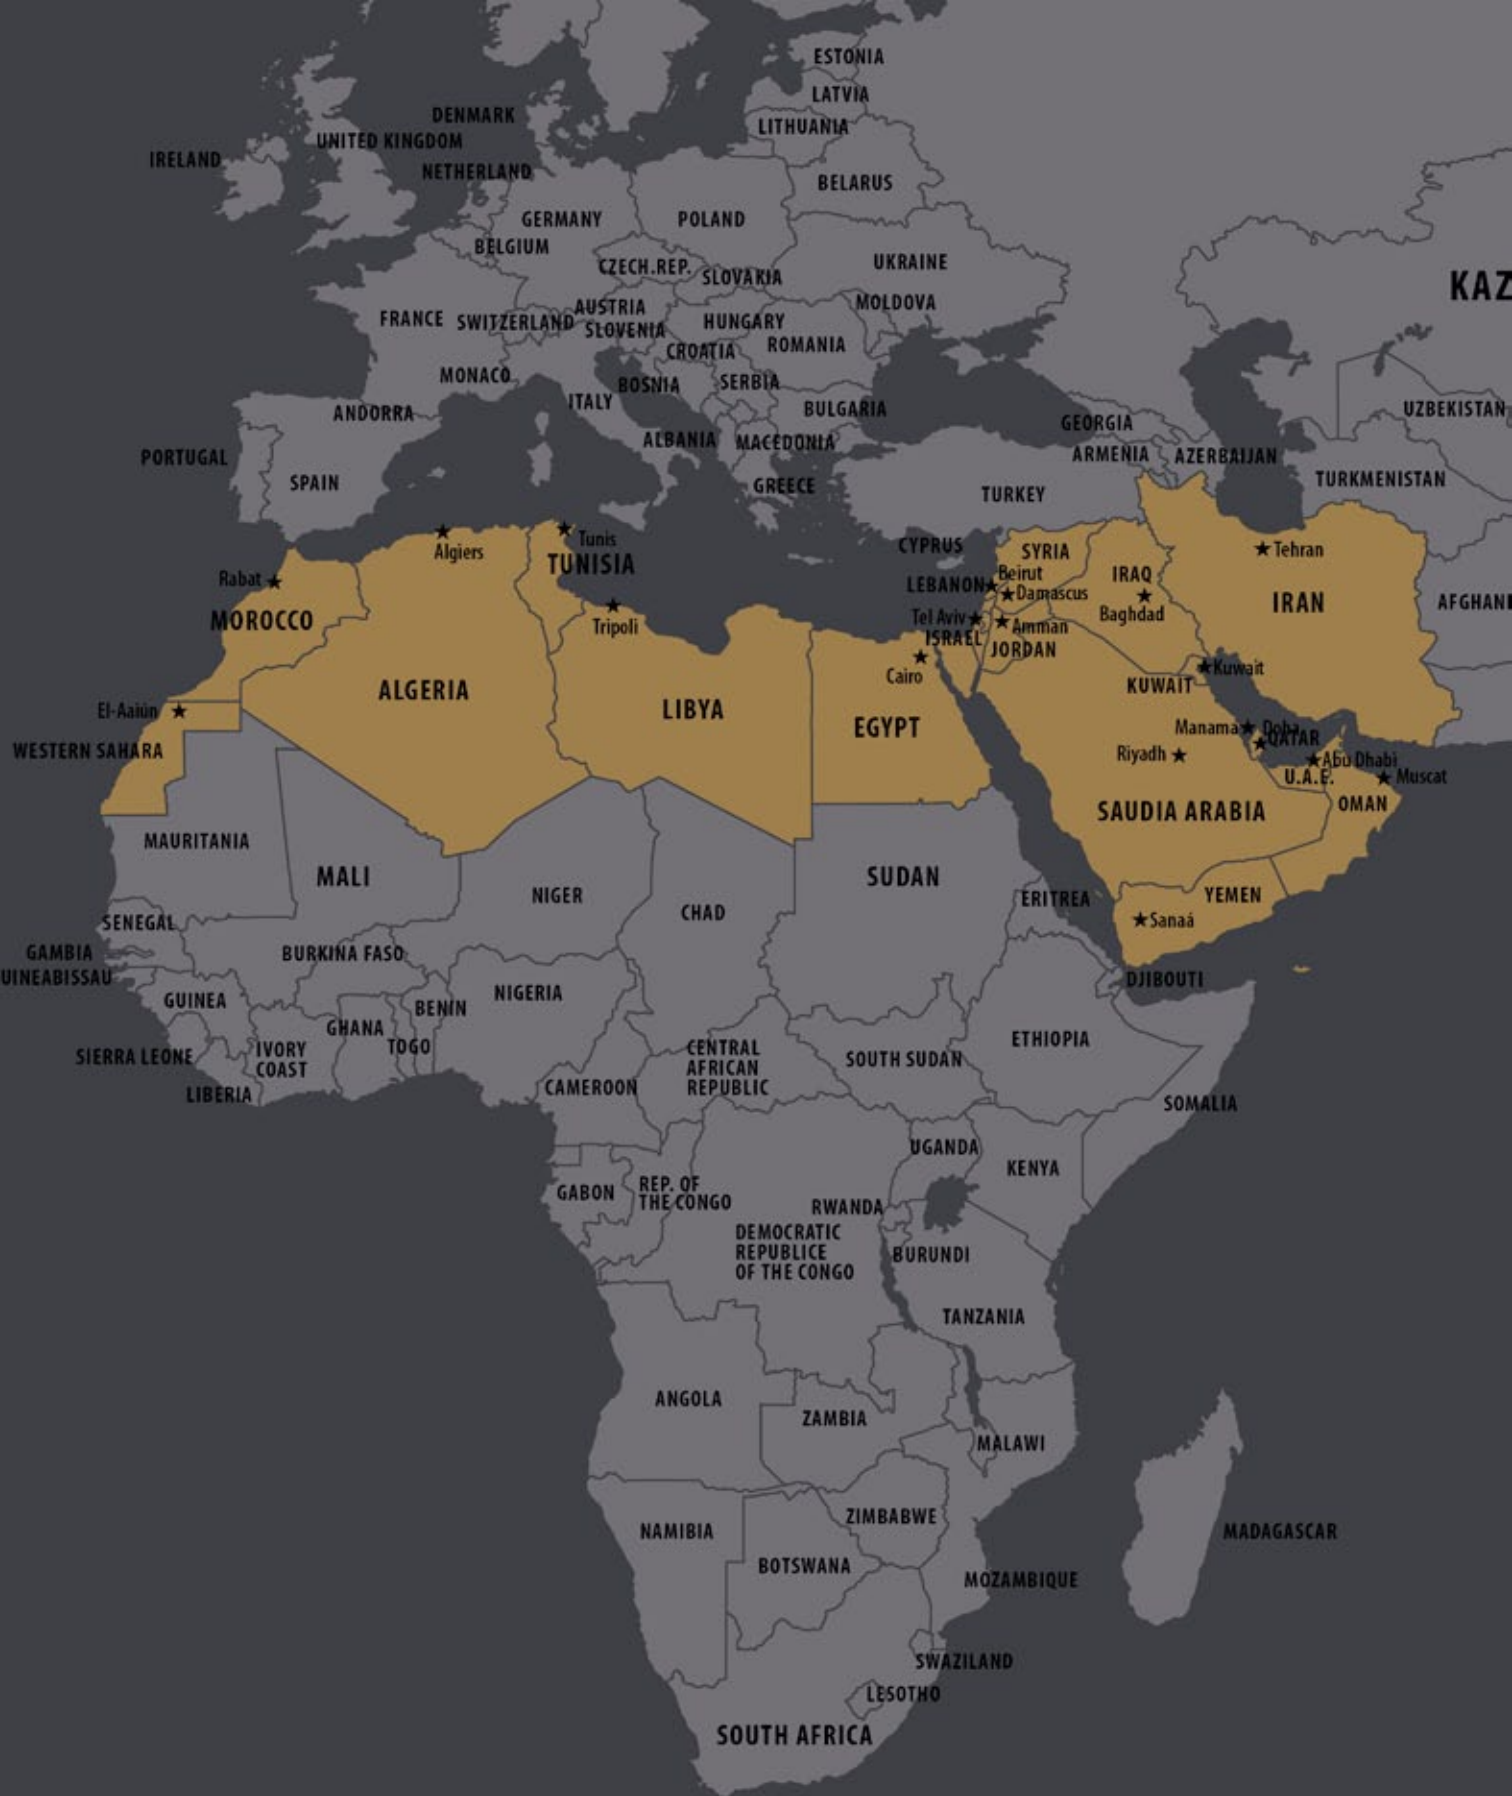 ESTONIA
LATVIA
DENMARK
LITHUANIA
UNITED KINGDOM
IRELAND
NETHERLAND
BELARUS
GERMANY
POLAND
BELGIUM
UKRAINE
CZECH.REP.
SLOVAKIA
KAZ
MOLDOVA
AUSTRIA
FRANCE
SWITZERLAND
HUNGARY
SLOVENIA
ROMANIA
CROATIA
MONACO
BOSNIA
SERBIA
ITALY
ANDORRA
BULGARIA
UZBEKISTAN
GEORGIA
ALBANIA
MACEDONIA
PORTUGAL
ARMENIA
AZERBAIJAN
SPAIN
GREECE
TURKMENISTAN
TURKEY
Tunis
CYPRUS
Algiers
SYRIA
Tehran
TUNISIA
Rabat
LEBANON
Beirut
IRAQ
Damascus
IRAN
AFGHANI
MOROCCO
Tel Aviv
Baghdad
Tripoli
Amman
ISRAEL
JORDAN
Cairo
Kuwait
KUWAIT
ALGERIA
El-Aaiún
LIBYA
EGYPT
Manama
Doha
QATAR
WESTERN SAHARA
Riyadh
Abu Dhabi
U.A.E.
Muscat
OMAN
SAUDIA ARABIA
MAURITANIA
MALI
SUDAN
NIGER
YEMEN
ERITREA
CHAD
SENEGAL
Sanaá
GAMBIA
BURKINA FASO
UINEABISSAU
DJIBOUTI
GUINEA
NIGERIA
BENIN
GHANA
ETHIOPIA
TOGO
IVORY
COAST
SIERRA LEONE
CENTRAL
AFRICAN
REPUBLIC
SOUTH SUDAN
CAMEROON
LIBERIA
SOMALIA
UGANDA
KENYA
GABON
REP. OF
THE CONGO
RWANDA
DEMOCRATIC
REPUBLICE
OF THE CONGO
BURUNDI
TANZANIA
ANGOLA
ZAMBIA
MALAWI
ZIMBABWE
NAMIBIA
MADAGASCAR
BOTSWANA
MOZAMBIQUE
SWAZILAND
LESOTHO
SOUTH AFRICA